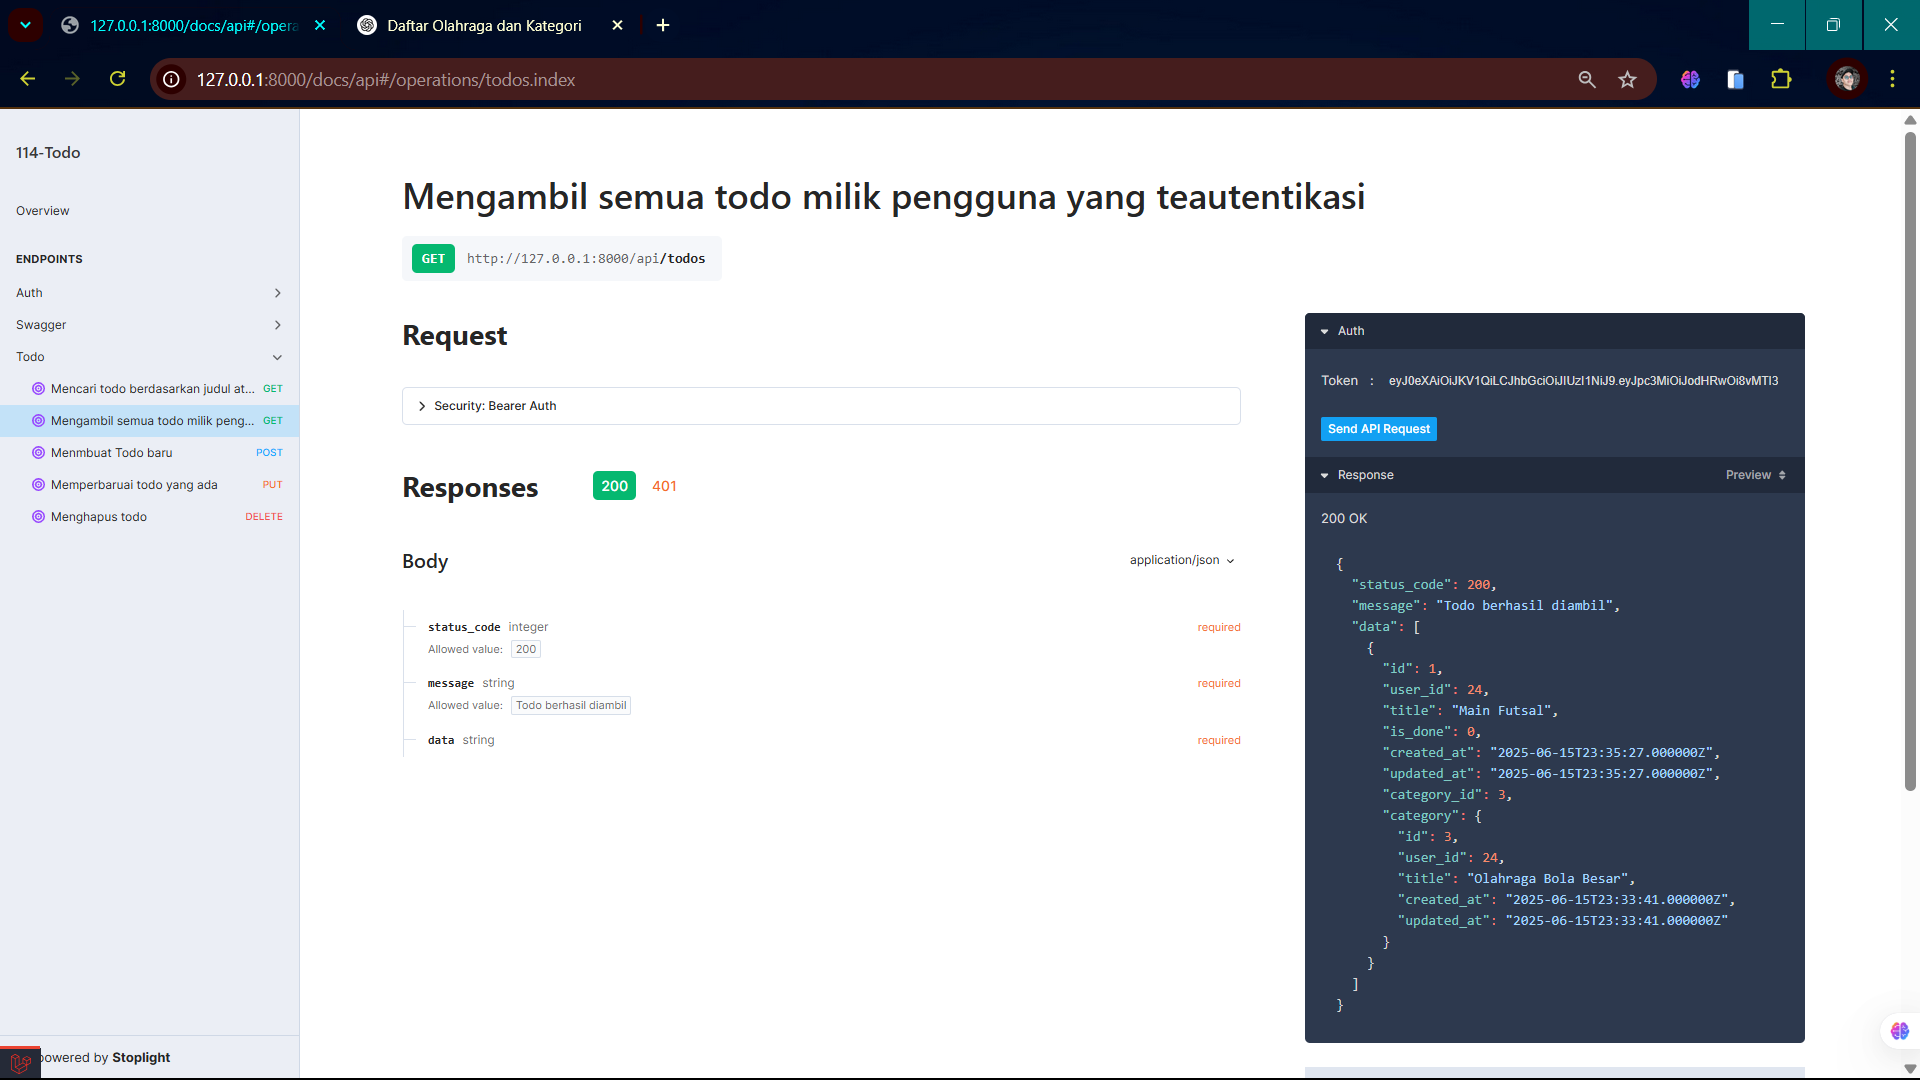 127.0.0.1:8000/docs/api#/opera
Daftar Olahraga dan Kategori
127.0.0.1:8000/docs/api#/operations/todos.index
114-Todo
Overview
ENDPOINTS
Auth
Swagger
Todo
Mencari todo berdasarkan judul at... GET
Mengambil semua todo milik peng... GET
Menmbuat Todo baru POST
Memperbaruai todo yang ada PUT
Menghapus todo DELETE
powered by Stoplight
Mengambil semua todo milik pengguna yang teautentikasi
GET http://127.0.0.1:8000/api/todos
Request
Security: Bearer Auth
Responses 200 401
Body application/json
status_code integer required
Allowed value: 200
message string required
Allowed value: Todo berhasil diambil
data string required
Auth
Token : eyJ0eXAiOiJKV1QiLCJhbGciOiJIUzI1NiJ9.eyJpc3MiOiJodHRwOi8vMTI3
Send API Request
Response Preview
200 OK
{
"status_code": 200,
"message": "Todo berhasil diambil",
"data": [
{
"id": 1,
"user_id": 24,
"title": "Main Futsal",
"is_done": 0,
"created_at": "2025-06-15T23:35:27.000000Z",
"updated_at": "2025-06-15T23:35:27.000000Z",
"category_id": 3,
"category": {
"id": 3,
"user_id": 24,
"title": "Olahraga Bola Besar",
"created_at": "2025-06-15T23:33:41.000000Z",
"updated_at": "2025-06-15T23:33:41.000000Z"
}
}
]
}